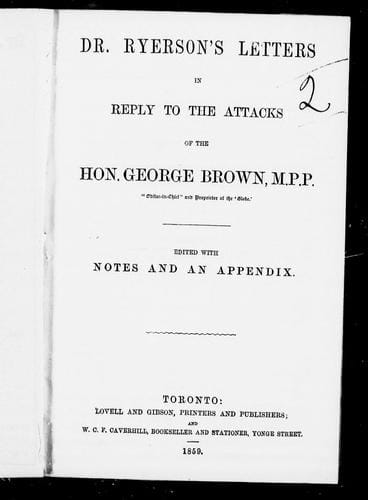 DR. RYERSON'S LETTERS
IN
REPLY TO THE ATTACKS
OF THE
HON. GEORGE BROWN, M.P.P.
"Editor-in-Chief" and Proprietor of the 'Globe.'
EDITED WITH
NOTES AND AN APPENDIX.
TORONTO:
LOVELL AND GIBSON, PRINTERS AND PUBLISHERS;
AND
W. C. F. CAVERHILL, BOOKSELLER AND STATIONER, YONGE STREET.
1859.
2